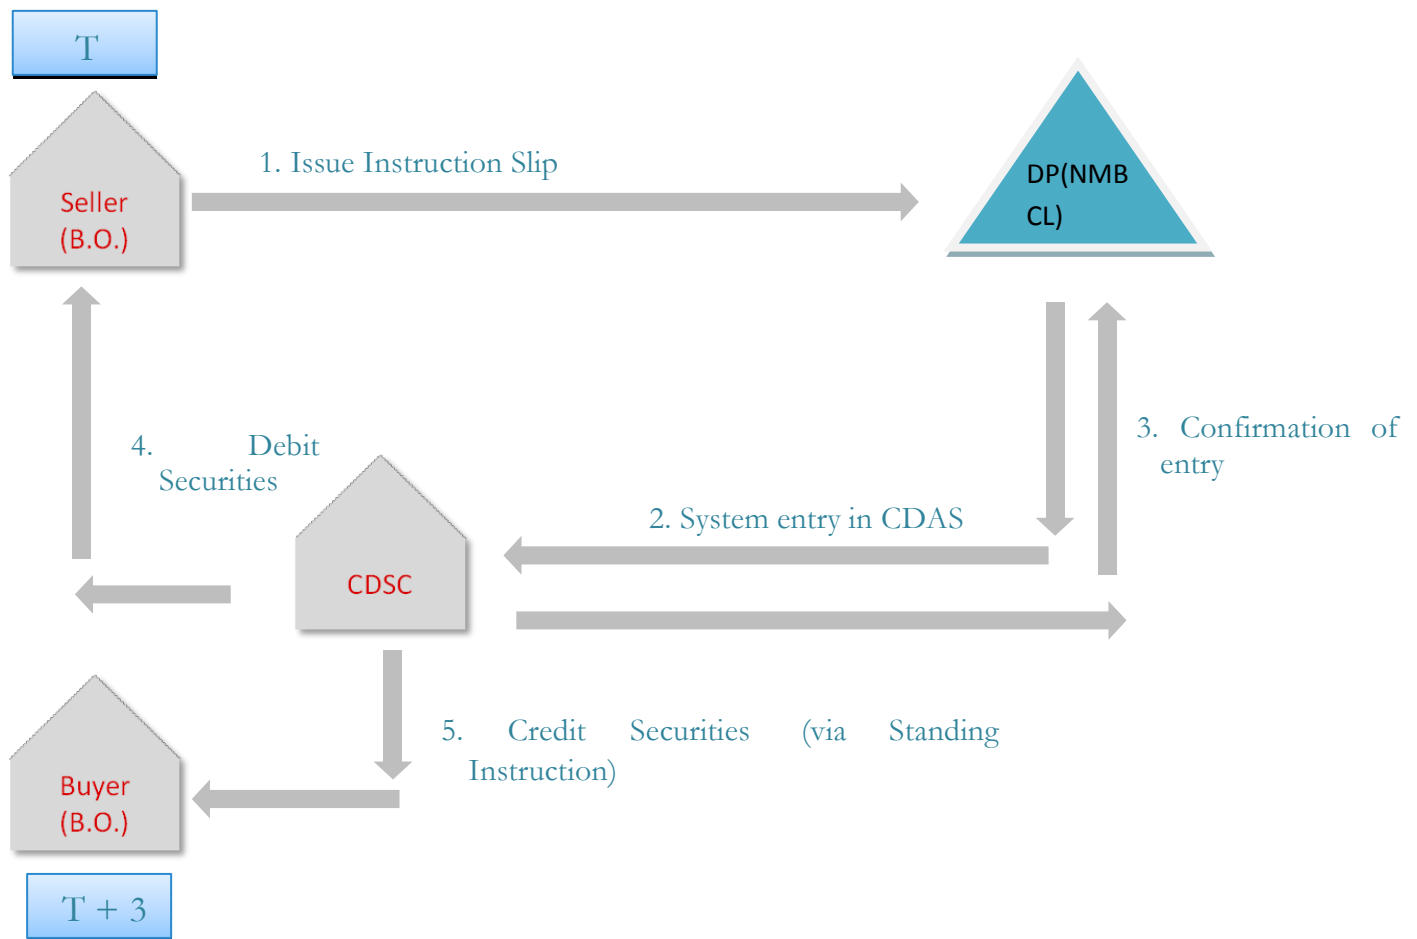 T
1. Issue Instruction Slip
DP(NMB
CL)
Seller
(B.O.)
3. Confirmation of
entry
4. Debit
Securities
2. System entry in CDAS
CDSC
5. Credit Securities (via Standing
Instruction)
Buyer
(B.O.)
T + 3